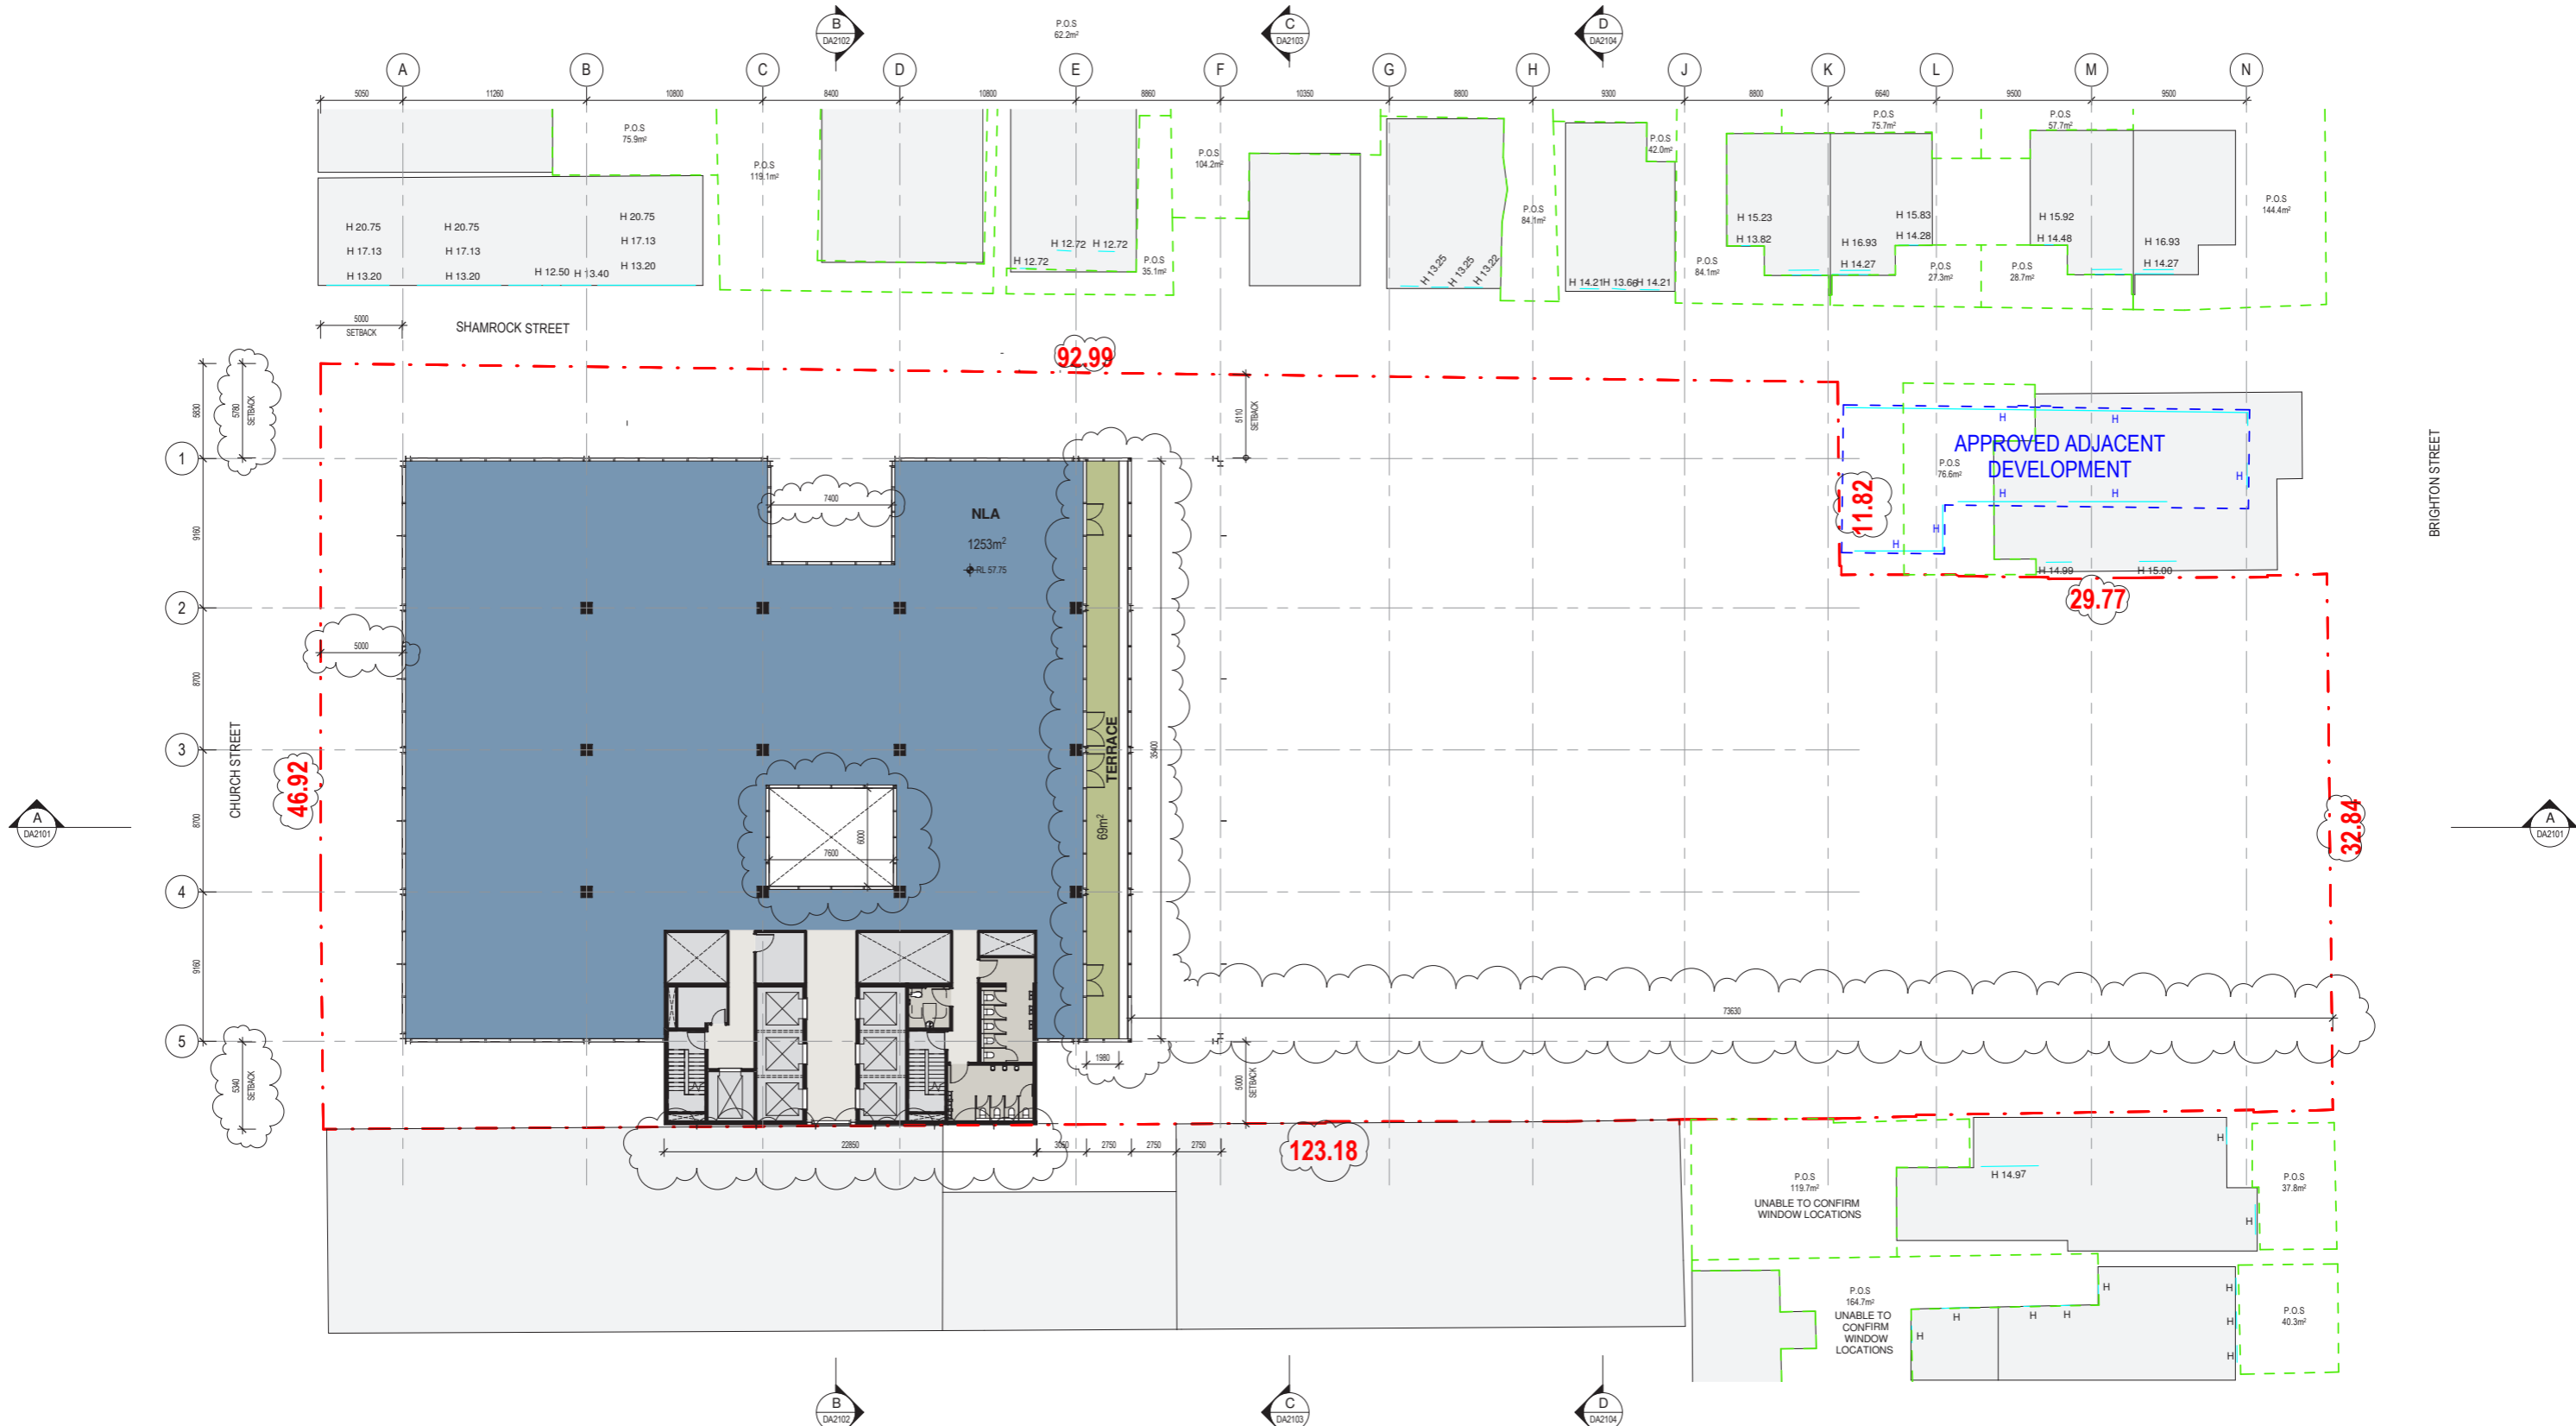 B
DA2102
P.O.S
62.2m²
C
DA2103
D
DA2104
A
B
C
D
E
F
G
H
J
K
L
M
N
5050
11260
10800
8400
10800
8860
10350
8800
9300
8800
6640
9500
9500
P.O.S
75.9m²
P.O.S
119.1m²
P.O.S
104.2m²
P.O.S
42.0m²
P.O.S
75.7m²
P.O.S
57.7m²
P.O.S
144.4m²
P.O.S
84.1m²
P.O.S
35.1m²
P.O.S
84.1m²
P.O.S
27.3m²
P.O.S
28.7m²
H 20.75
H 17.13
H 13.20
H 20.75
H 17.13
H 13.20
H 20.75
H 17.13
H 13.20
H 12.50
H 13.40
H 12.72
H 12.72
H 12.72
H 13.25
H 13.25
H 13.22
H 14.21
H 13.66
H 14.21
H 15.23
H 13.82
H 16.93
H 14.27
H 15.83
H 14.28
H 15.92
H 14.48
H 16.93
H 14.27
5000
SETBACK
SHAMROCK STREET
92.99
5830
5780
SETBACK
5110
SETBACK
1
2
3
4
5
9160
8700
8700
9160
5340
SETBACK
5000
CHURCH STREET
46.92
A
DA2101
7400
NLA
1253m²
RL 57.75
TERRACE
69m²
35400
7600
6000
1980
73630
5000
SETBACK
22850
3050
2750
2750
2750
123.18
11.82
H
H
APPROVED ADJACENT
DEVELOPMENT
P.O.S
76.6m²
H
H
H
H
H
H 14.99
H 15.00
29.77
32.84
BRIGHTON STREET
A
DA2101
H
H
P.O.S
119.7m²
UNABLE TO CONFIRM
WINDOW LOCATIONS
H 14.97
H
H
P.O.S
37.8m²
P.O.S
164.7m²
UNABLE TO
CONFIRM
WINDOW
LOCATIONS
H
H
H
H
H
H
H
H
P.O.S
40.3m²
B
DA2102
C
DA2103
D
DA2104